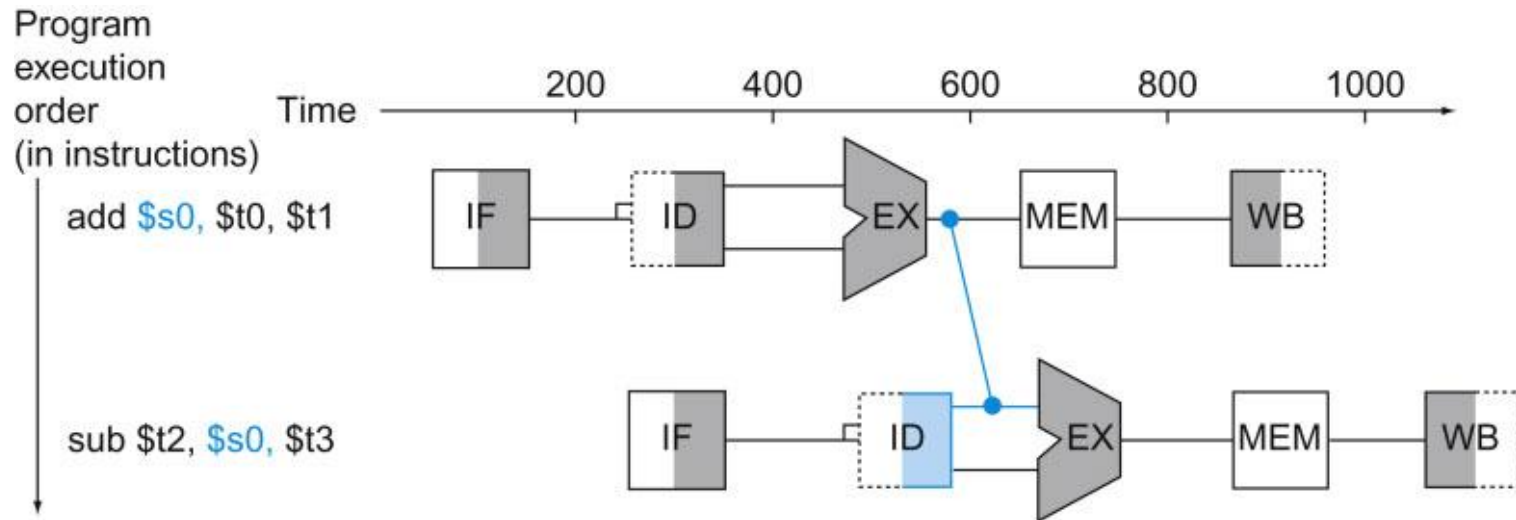 Program
execution
order
(in instructions)
Time
200 400 600 800 1000
add $s0, $t0, $t1
IF ID EX MEM WB
sub $t2, $s0, $t3
IF ID EX MEM WB